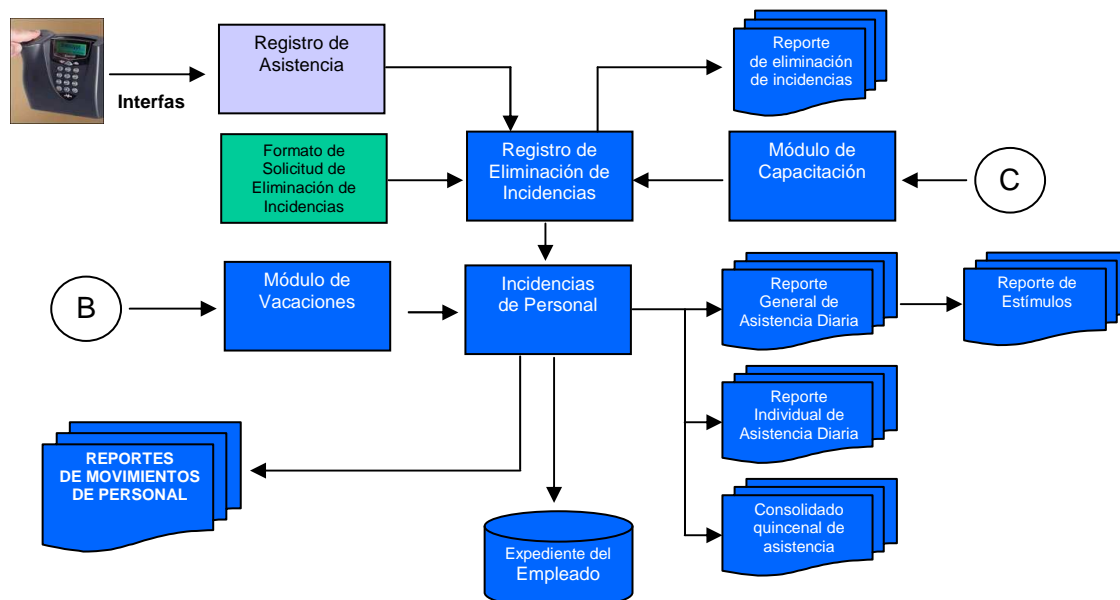 Interfas
Registro de
Asistencia
Reporte
de eliminación
de incidencias
Formato de
Solicitud de
Eliminación de
Incidencias
Registro de
Eliminación de
Incidencias
Módulo de
Capacitación
C
B
Módulo de
Vacaciones
Incidencias
de Personal
Reporte
General de
Asistencia Diaria
Reporte de
Estímulos
Reporte
Individual de
Asistencia Diaria
REPORTES
DE MOVIMIENTOS
DE PERSONAL
Expediente del
Empleado
Consolidado
quincenal de
asistencia